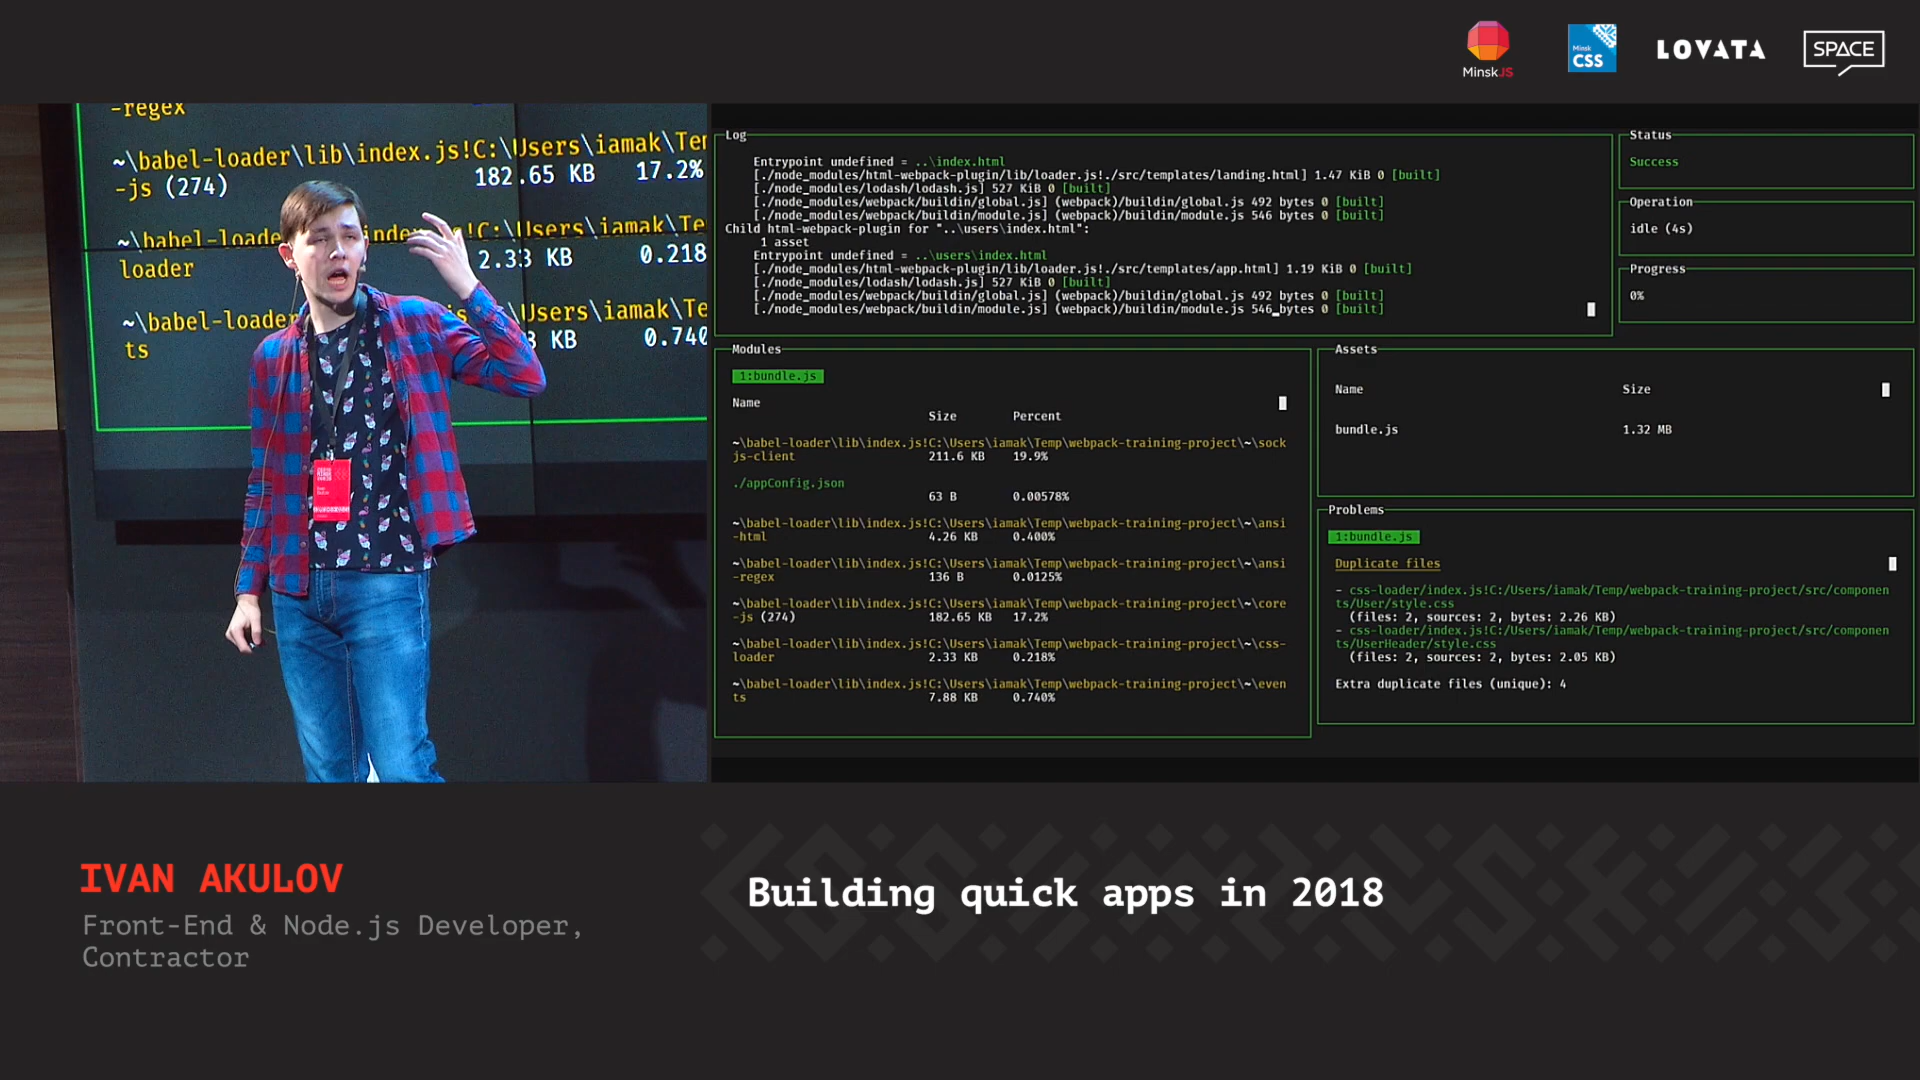 MinskJS
Minsk
CSS
LOVATA
SPACE
-regex
~\babel-loader\lib\index.js!C:\Users\iamak\Te
-js (274) 182.65 KB 17.2%
~\babel-loade index !C:\Users\iamak\Te
loader 2.33 KB 0.218
~\babel-loader js \Users\iamak\Te
ts 8 KB 0.740
Log
Entrypoint undefined = ..\index.html
[./node_modules/html-webpack-plugin/lib/loader.js!./src/templates/landing.html] 1.47 KiB 0 [built]
[./node_modules/lodash/lodash.js] 527 KiB 0 [built]
[./node_modules/webpack/buildin/global.js] (webpack)/buildin/global.js 492 bytes 0 [built]
[./node_modules/webpack/buildin/module.js] (webpack)/buildin/module.js 546 bytes 0 [built]
Child html-webpack-plugin for "..\users\index.html":
1 asset
Entrypoint undefined = ..\users\index.html
[./node_modules/html-webpack-plugin/lib/loader.js!./src/templates/app.html] 1.19 KiB 0 [built]
[./node_modules/lodash/lodash.js] 527 KiB 0 [built]
[./node_modules/webpack/buildin/global.js] (webpack)/buildin/global.js 492 bytes 0 [built]
[./node_modules/webpack/buildin/module.js] (webpack)/buildin/module.js 546_bytes 0 [built]
Status
Success
Operation
idle (4s)
Progress
0%
Modules
1:bundle.js
Name
Size Percent
~\babel-loader\lib\index.js!C:\Users\iamak\Temp\webpack-training-project\~\sock
js-client 211.6 KB 19.9%
./appConfig.json
63 B 0.00578%
~\babel-loader\lib\index.js!C:\Users\iamak\Temp\webpack-training-project\~\ansi
-html 4.26 KB 0.400%
~\babel-loader\lib\index.js!C:\Users\iamak\Temp\webpack-training-project\~\ansi
-regex 136 B 0.0125%
~\babel-loader\lib\index.js!C:\Users\iamak\Temp\webpack-training-project\~\core
-js (274) 182.65 KB 17.2%
~\babel-loader\lib\index.js!C:\Users\iamak\Temp\webpack-training-project\~\css-
loader 2.33 KB 0.218%
~\babel-loader\lib\index.js!C:\Users\iamak\Temp\webpack-training-project\~\even
ts 7.88 KB 0.740%
Assets
Name Size
bundle.js 1.32 MB
Problems
1:bundle.js
Duplicate files
- css-loader/index.js!C:/Users/iamak/Temp/webpack-training-project/src/componen
ts/User/style.css
(files: 2, sources: 2, bytes: 2.26 KB)
- css-loader/index.js!C:/Users/iamak/Temp/webpack-training-project/src/componen
ts/UserHeader/style.css
(files: 2, sources: 2, bytes: 2.05 KB)
Extra duplicate files (unique): 4
IVAN AKULOV
Front-End & Node.js Developer,
Contractor
Building quick apps in 2018